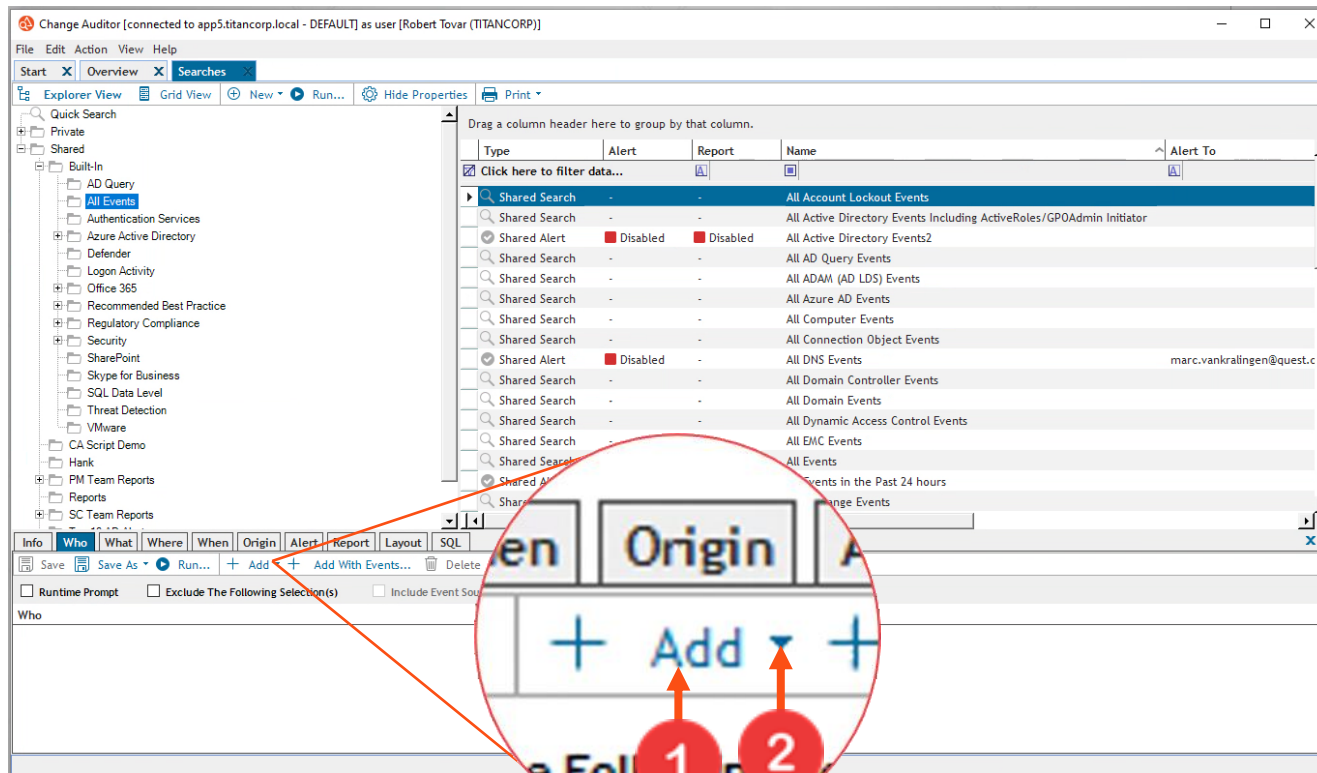 Change Auditor [connected to app5.titancorp.local - DEFAULT] as user [Robert Tovar (TITANCORP)]
File Edit Action View Help
Start X Overview X Searches X
Explorer View Grid View New Run... Hide Properties Print
Quick Search
Private
Shared
Built-In
AD Query
All Events
Authentication Services
Azure Active Directory
Defender
Logon Activity
Office 365
Recommended Best Practice
Regulatory Compliance
Security
SharePoint
Skype for Business
SQL Data Level
Threat Detection
VMware
CA Script Demo
Hank
PM Team Reports
Reports
SC Team Reports
Drag a column header here to group by that column.
Type Alert Report Name Alert To
Click here to filter data... A A
Shared Search - - All Account Lockout Events
Shared Search - - All Active Directory Events Including ActiveRoles/GPOAdmin Initiator
Shared Alert Disabled Disabled All Active Directory Events2
Shared Search - - All AD Query Events
Shared Search - - All ADAM (AD LDS) Events
Shared Search - - All Azure AD Events
Shared Search - - All Computer Events
Shared Search - - All Connection Object Events
Shared Alert Disabled - All DNS Events marc.vankralingen@quest.c
Shared Search - - All Domain Controller Events
Shared Search - - All Domain Events
Shared Search - - All Dynamic Access Control Events
Shared Search - - All EMC Events
Shared Search All Events
Shared A Events in the Past 24 hours
Shar ange Events
Info Who What Where When Origin Alert Report Layout SQL X
Save Save As Run... + Add + Add With Events... Delete
Runtime Prompt Exclude The Following Selection(s) Include Event Sou
Who
en Origin A
+ Add +
e Foll
1 2